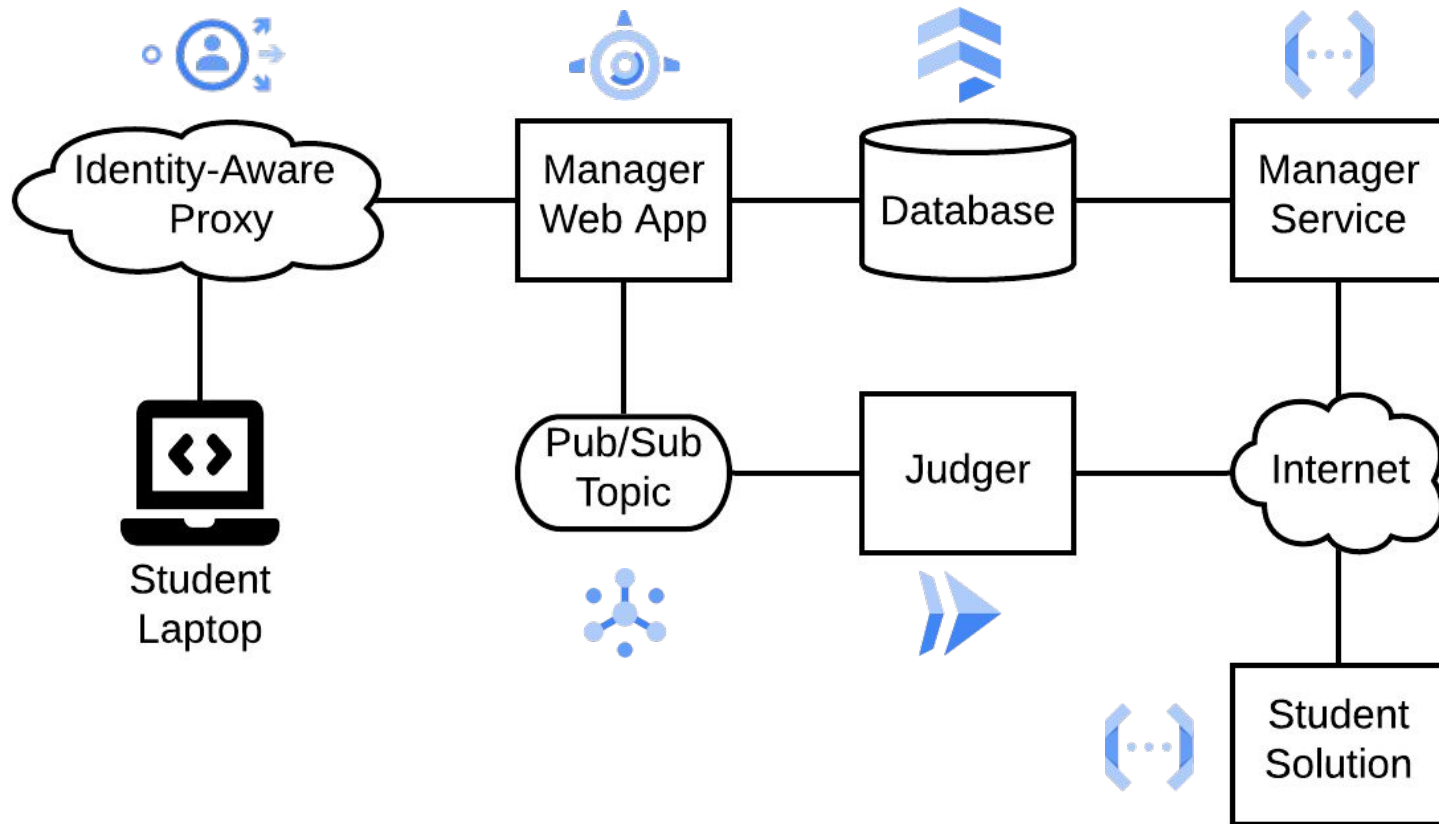 Identity-Aware
Proxy
Manager
Web App
Database
Manager
Service
Student
Laptop
Pub/Sub
Topic
Judger
Internet
Student
Solution